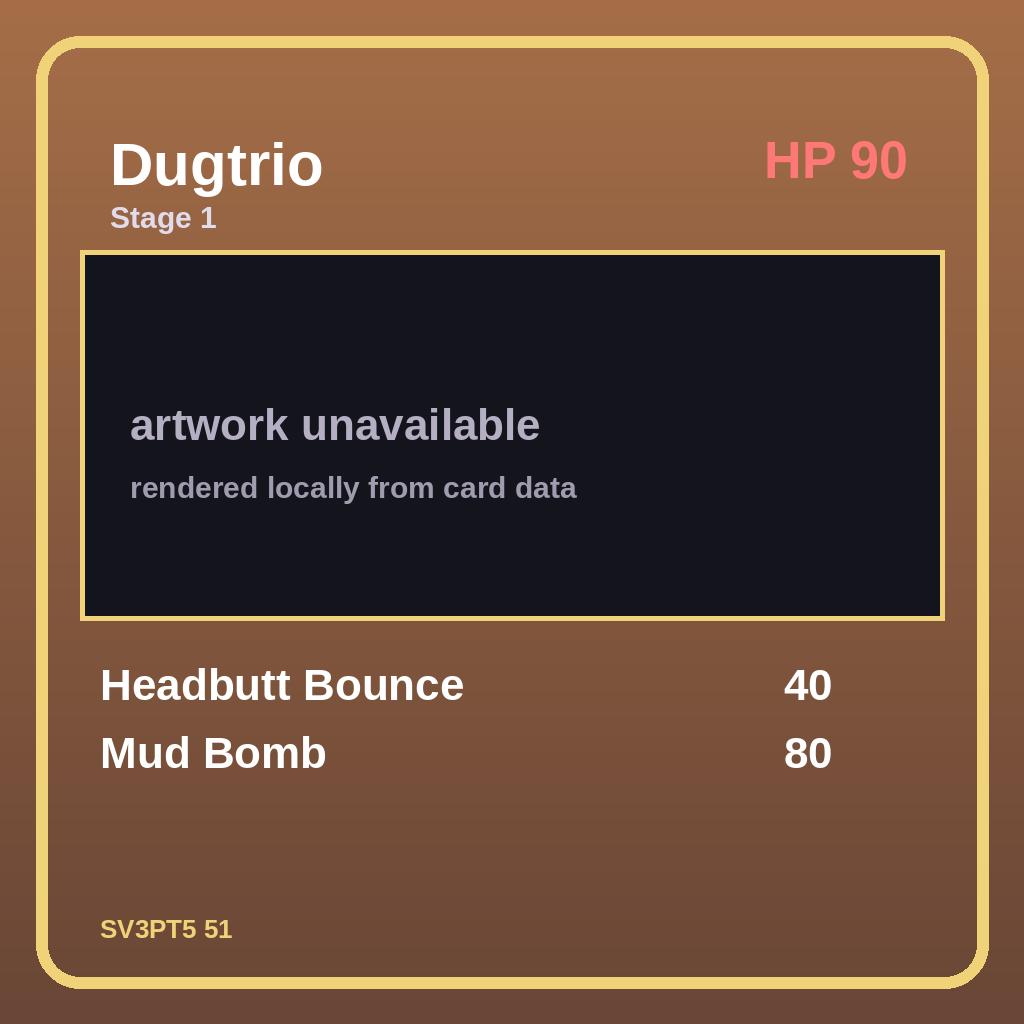 Dugtrio
HP 90
Stage 1
artwork unavailable
rendered locally from card data
Headbutt Bounce 40
Mud Bomb 80
SV3PT5 51